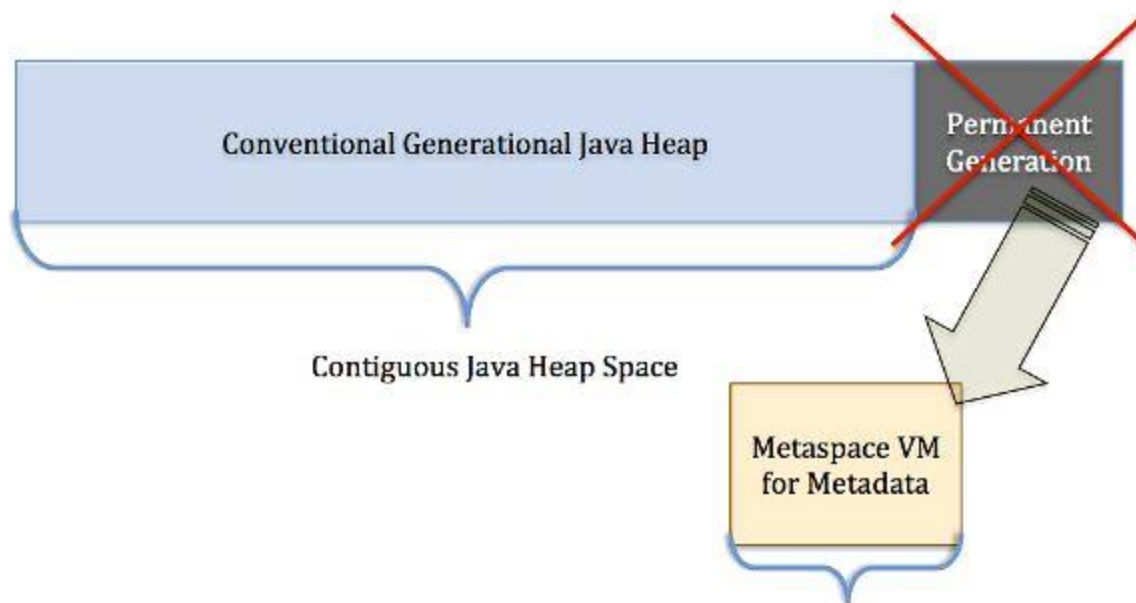 Conventional Generational Java Heap
Permanent
Generation
Contiguous Java Heap Space
Metaspace VM
for Metadata